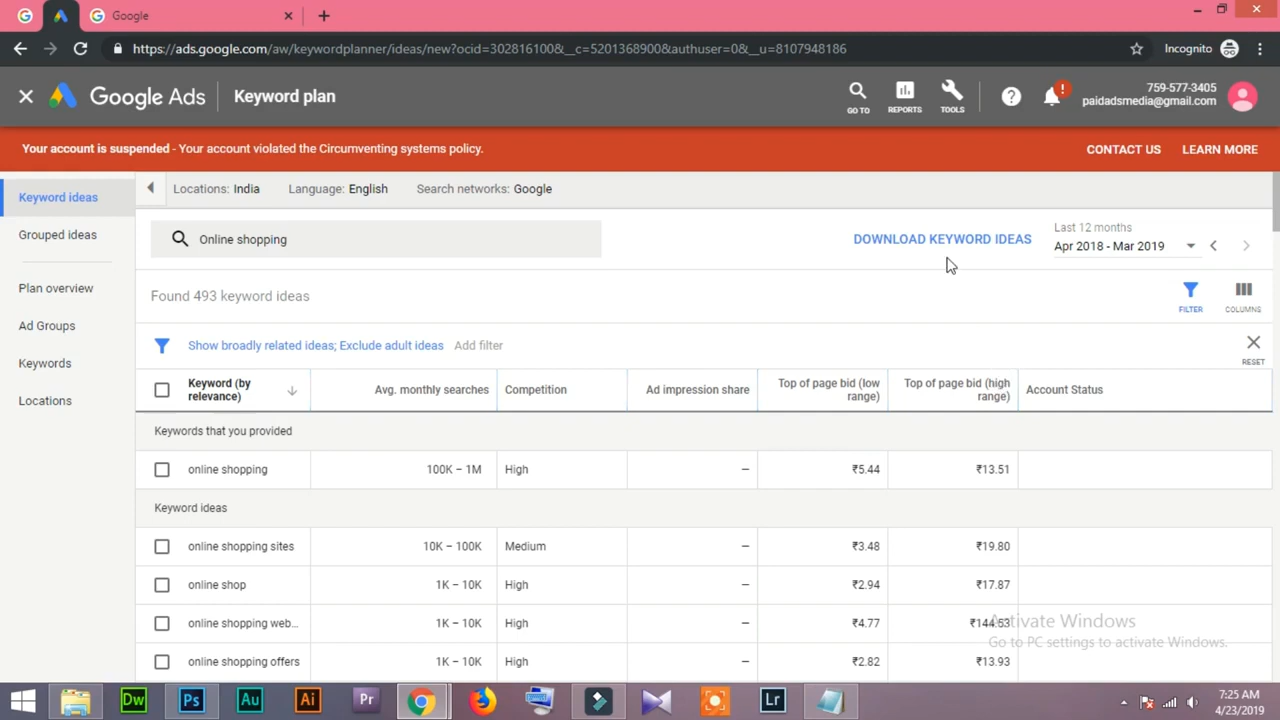 Google
https://ads.google.com/aw/keywordplanner/ideas/new?ocid=302816100&__c=5201368900&authuser=0&__u=8107948186
Incognito
Google Ads
Keyword plan
GO TO
REPORTS
TOOLS
759-577-3405
paidadsmedia@gmail.com
Your account is suspended - Your account violated the Circumventing systems policy.
CONTACT US
LEARN MORE
Keyword ideas
Grouped ideas
Plan overview
Ad Groups
Keywords
Locations
Locations: India
Language: English
Search networks: Google
Online shopping
DOWNLOAD KEYWORD IDEAS
Last 12 months
Apr 2018 - Mar 2019
Found 493 keyword ideas
FILTER
COLUMNS
Show broadly related ideas; Exclude adult ideas Add filter
RESET
Keyword (by relevance)
Avg. monthly searches
Competition
Ad impression share
Top of page bid (low range)
Top of page bid (high range)
Account Status
Keywords that you provided
online shopping 100K – 1M High – ₹5.44 ₹13.51
Keyword ideas
online shopping sites 10K – 100K Medium – ₹3.48 ₹19.80
online shop 1K – 10K High – ₹2.94 ₹17.87
online shopping web... 1K – 10K High – ₹4.77 ₹144.53
online shopping offers 1K – 10K High – ₹2.82 ₹13.93
Activate Windows
Go to PC settings to activate Windows.
Dw
Ps
Au
Ai
Pr
Lr
7:25 AM
4/23/2019